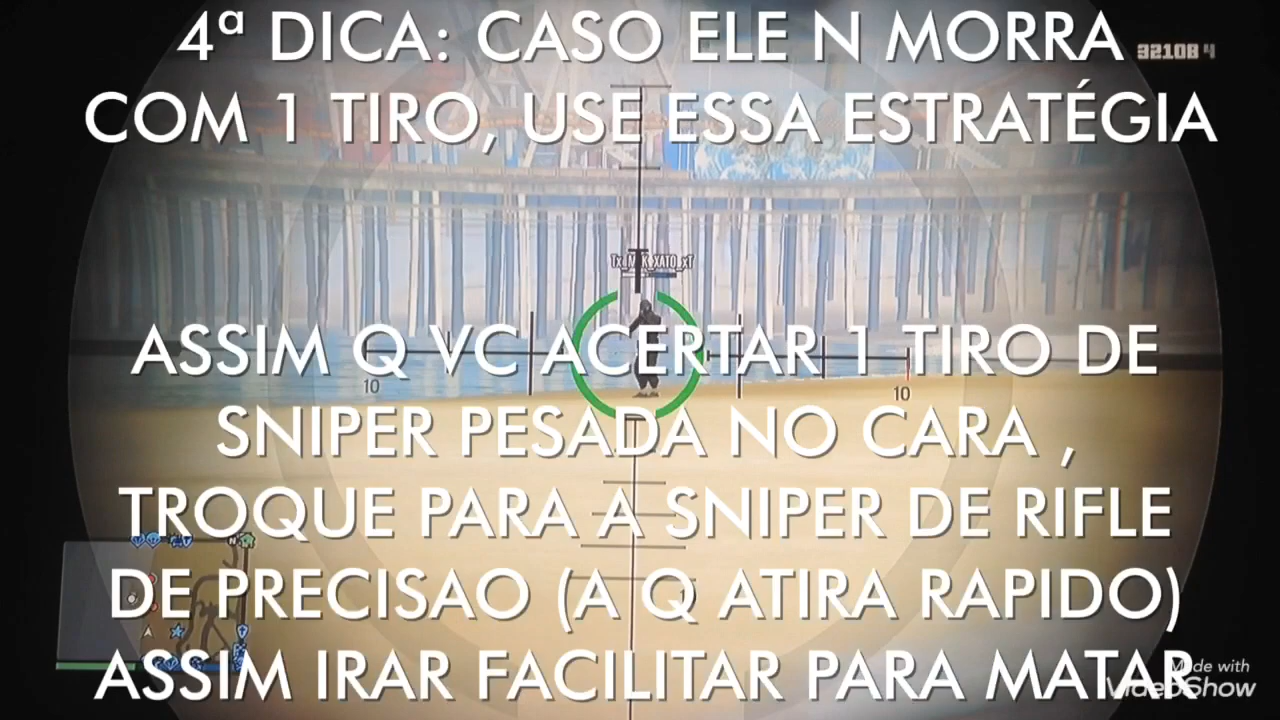 4ª DICA: CASO ELE N MORRA
32108 4
COM 1 TIRO, USE ESSA ESTRATÉGIA
ASSIM Q VC ACERTAR 1 TIRO DE
10
10
SNIPER PESADA NO CARA ,
TROQUE PARA A SNIPER DE RIFLE
N
DE PRECISAO (A Q ATIRA RAPIDO)
ASSIM IRAR FACILITAR PARA MATAR
Made with
VideoShow